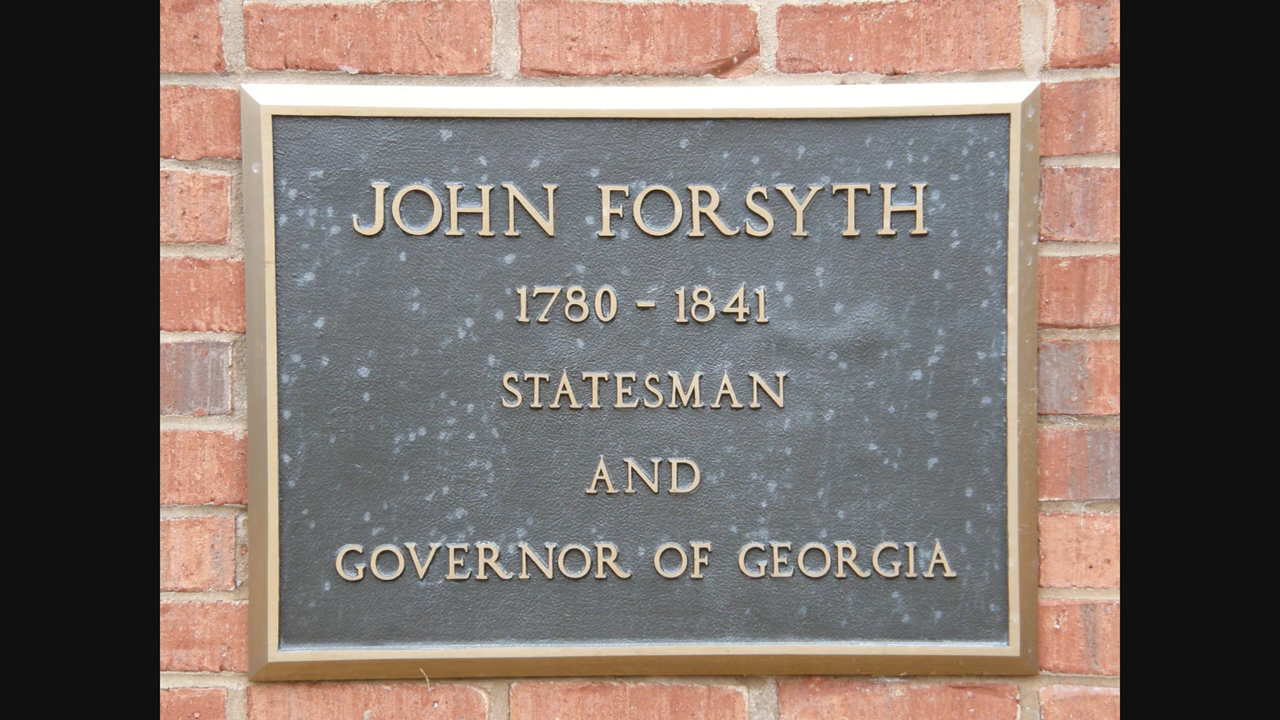 JOHN FORSYTH
1780 - 1841
STATESMAN
AND
GOVERNOR OF GEORGIA